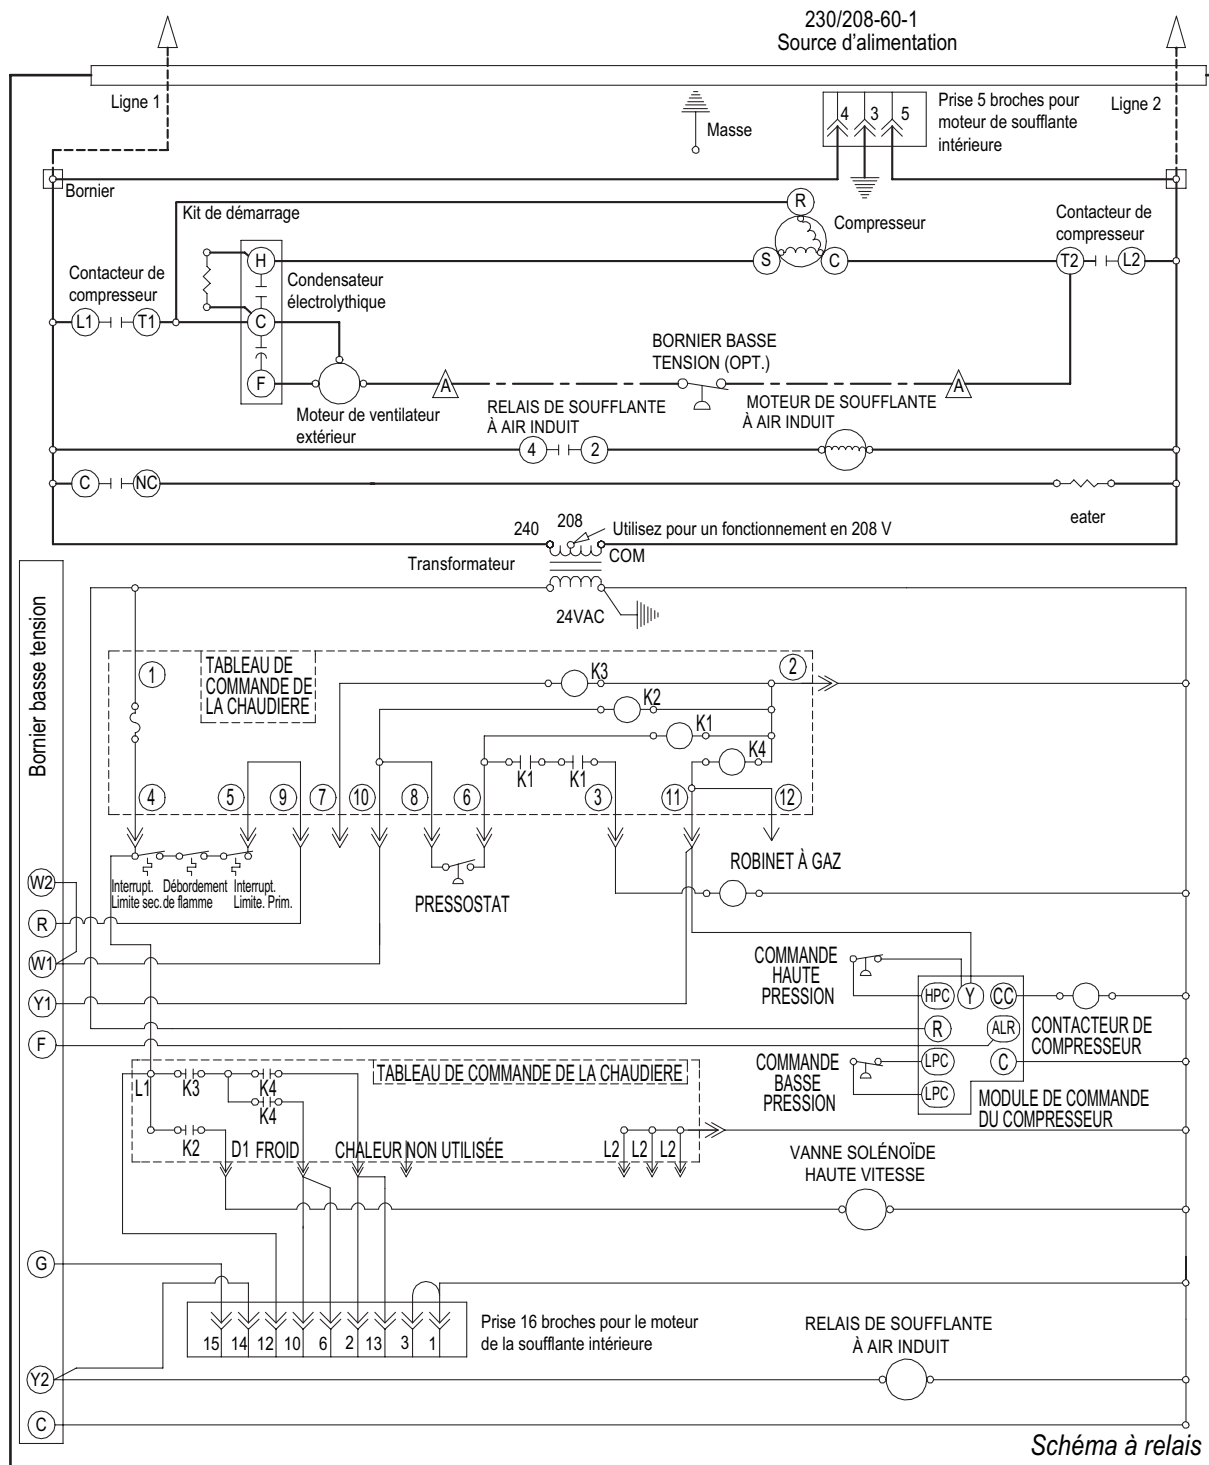 230/208-60-1
Source d'alimentation
Ligne 1
Masse
4 3 5
Prise 5 broches pour
moteur de soufflante
intérieure
Ligne 2
Bornier
Kit de démarrage
R
Compresseur
Contacteur de
compresseur
H
S
C
T2
L2
Condensateur
électrolythique
Contacteur de
compresseur
L1
T1
C
BORNIER BASSE
TENSION (OPT.)
F
A
A
Moteur de ventilateur
extérieur
RELAIS DE SOUFFLANTE
À AIR INDUIT
MOTEUR DE SOUFFLANTE
À AIR INDUIT
4
2
C
NC
eater
240
208
Utilisez pour un fonctionnement en 208 V
COM
Transformateur
24VAC
Bornier basse tension
TABLEAU DE
COMMANDE DE
LA CHAUDIERE
1
2
K3
K2
K1
K4
K1
K1
4
5
9
7
10
8
6
3
11
12
Interrupt.
Limite sec.
Débordement
de flamme
Interrupt.
Limite. Prim.
PRESSOSTAT
ROBINET À GAZ
W2
R
W1
Y1
F
COMMANDE
HAUTE
PRESSION
HPC
Y
CC
R
ALR
CONTACTEUR DE
COMPRESSEUR
COMMANDE
BASSE
PRESSION
LPC
C
LPC
MODULE DE COMMANDE
DU COMPRESSEUR
TABLEAU DE COMMANDE DE LA CHAUDIERE
L1
K3
K4
K4
K2
D1
FROID
CHALEUR
NON UTILISÉE
L2
L2
L2
VANNE SOLÉNOÏDE
HAUTE VITESSE
G
15 14 12 10 6 2 13 3 1
Prise 16 broches pour le moteur
de la soufflante intérieure
RELAIS DE SOUFFLANTE
À AIR INDUIT
Y2
C
Schéma à relais